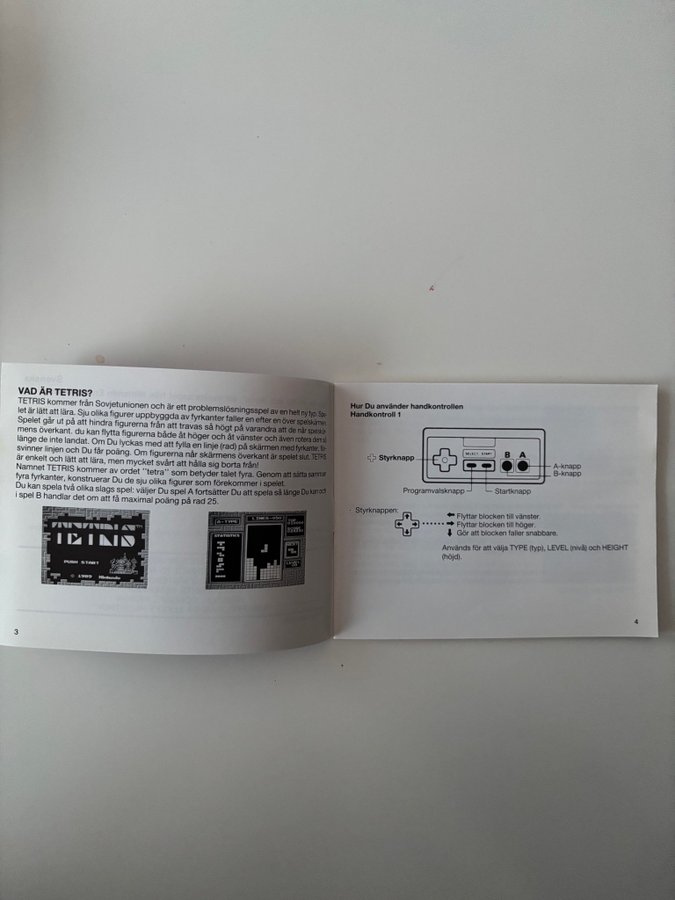 VAD ÄR TETRIS?
TETRIS kommer från Sovjetunionen och är ett problemslösningsspel av en helt ny typ. Spe
let är lätt att lära. Sju olika figurer uppbyggda av fyrkanter faller en efter en över spelskärmen
Spelet går ut på att hindra figurerna från att travas så högt på varandra att de når spelskär
mens överkant. du kan flytta figurerna både åt höger och åt vänster och även rotera dem så
länge de inte landat. Om Du lyckas med att fylla en linje (rad) på skärmen med fyrkanter, för
svinner linjen och Du får poäng. Om figurerna når skärmens överkant är spelet slut. TETRIS
är enkelt och lätt att lära, men mycket svårt att hålla sig borta från!
Namnet TETRIS kommer av ordet "tetra" som betyder talet fyra. Genom att sätta samman
fyra fyrkanter, konstruerar Du de sju olika figurer som förekommer i spelet.
Du kan spela två olika slags spel: väljer Du spel A fortsätter Du att spela så länge Du kan och
i spel B handlar det om att få maximal poäng på rad 25.
TETRIS
PUSH START
© 1989 Nintendo
A-TYPE
LINES-
STATISTICS
3
Hur Du använder handkontrollen
Handkontroll 1
Styrknapp
SELECT START
B A
A-knapp
B-knapp
Programvalsknapp
Startknapp
Styrknappen:
Flyttar blocken till vänster.
Flyttar blocken till höger.
Gör att blocken faller snabbare.
Används för att välja TYPE (typ), LEVEL (nivå) och HEIGHT
(höjd).
4